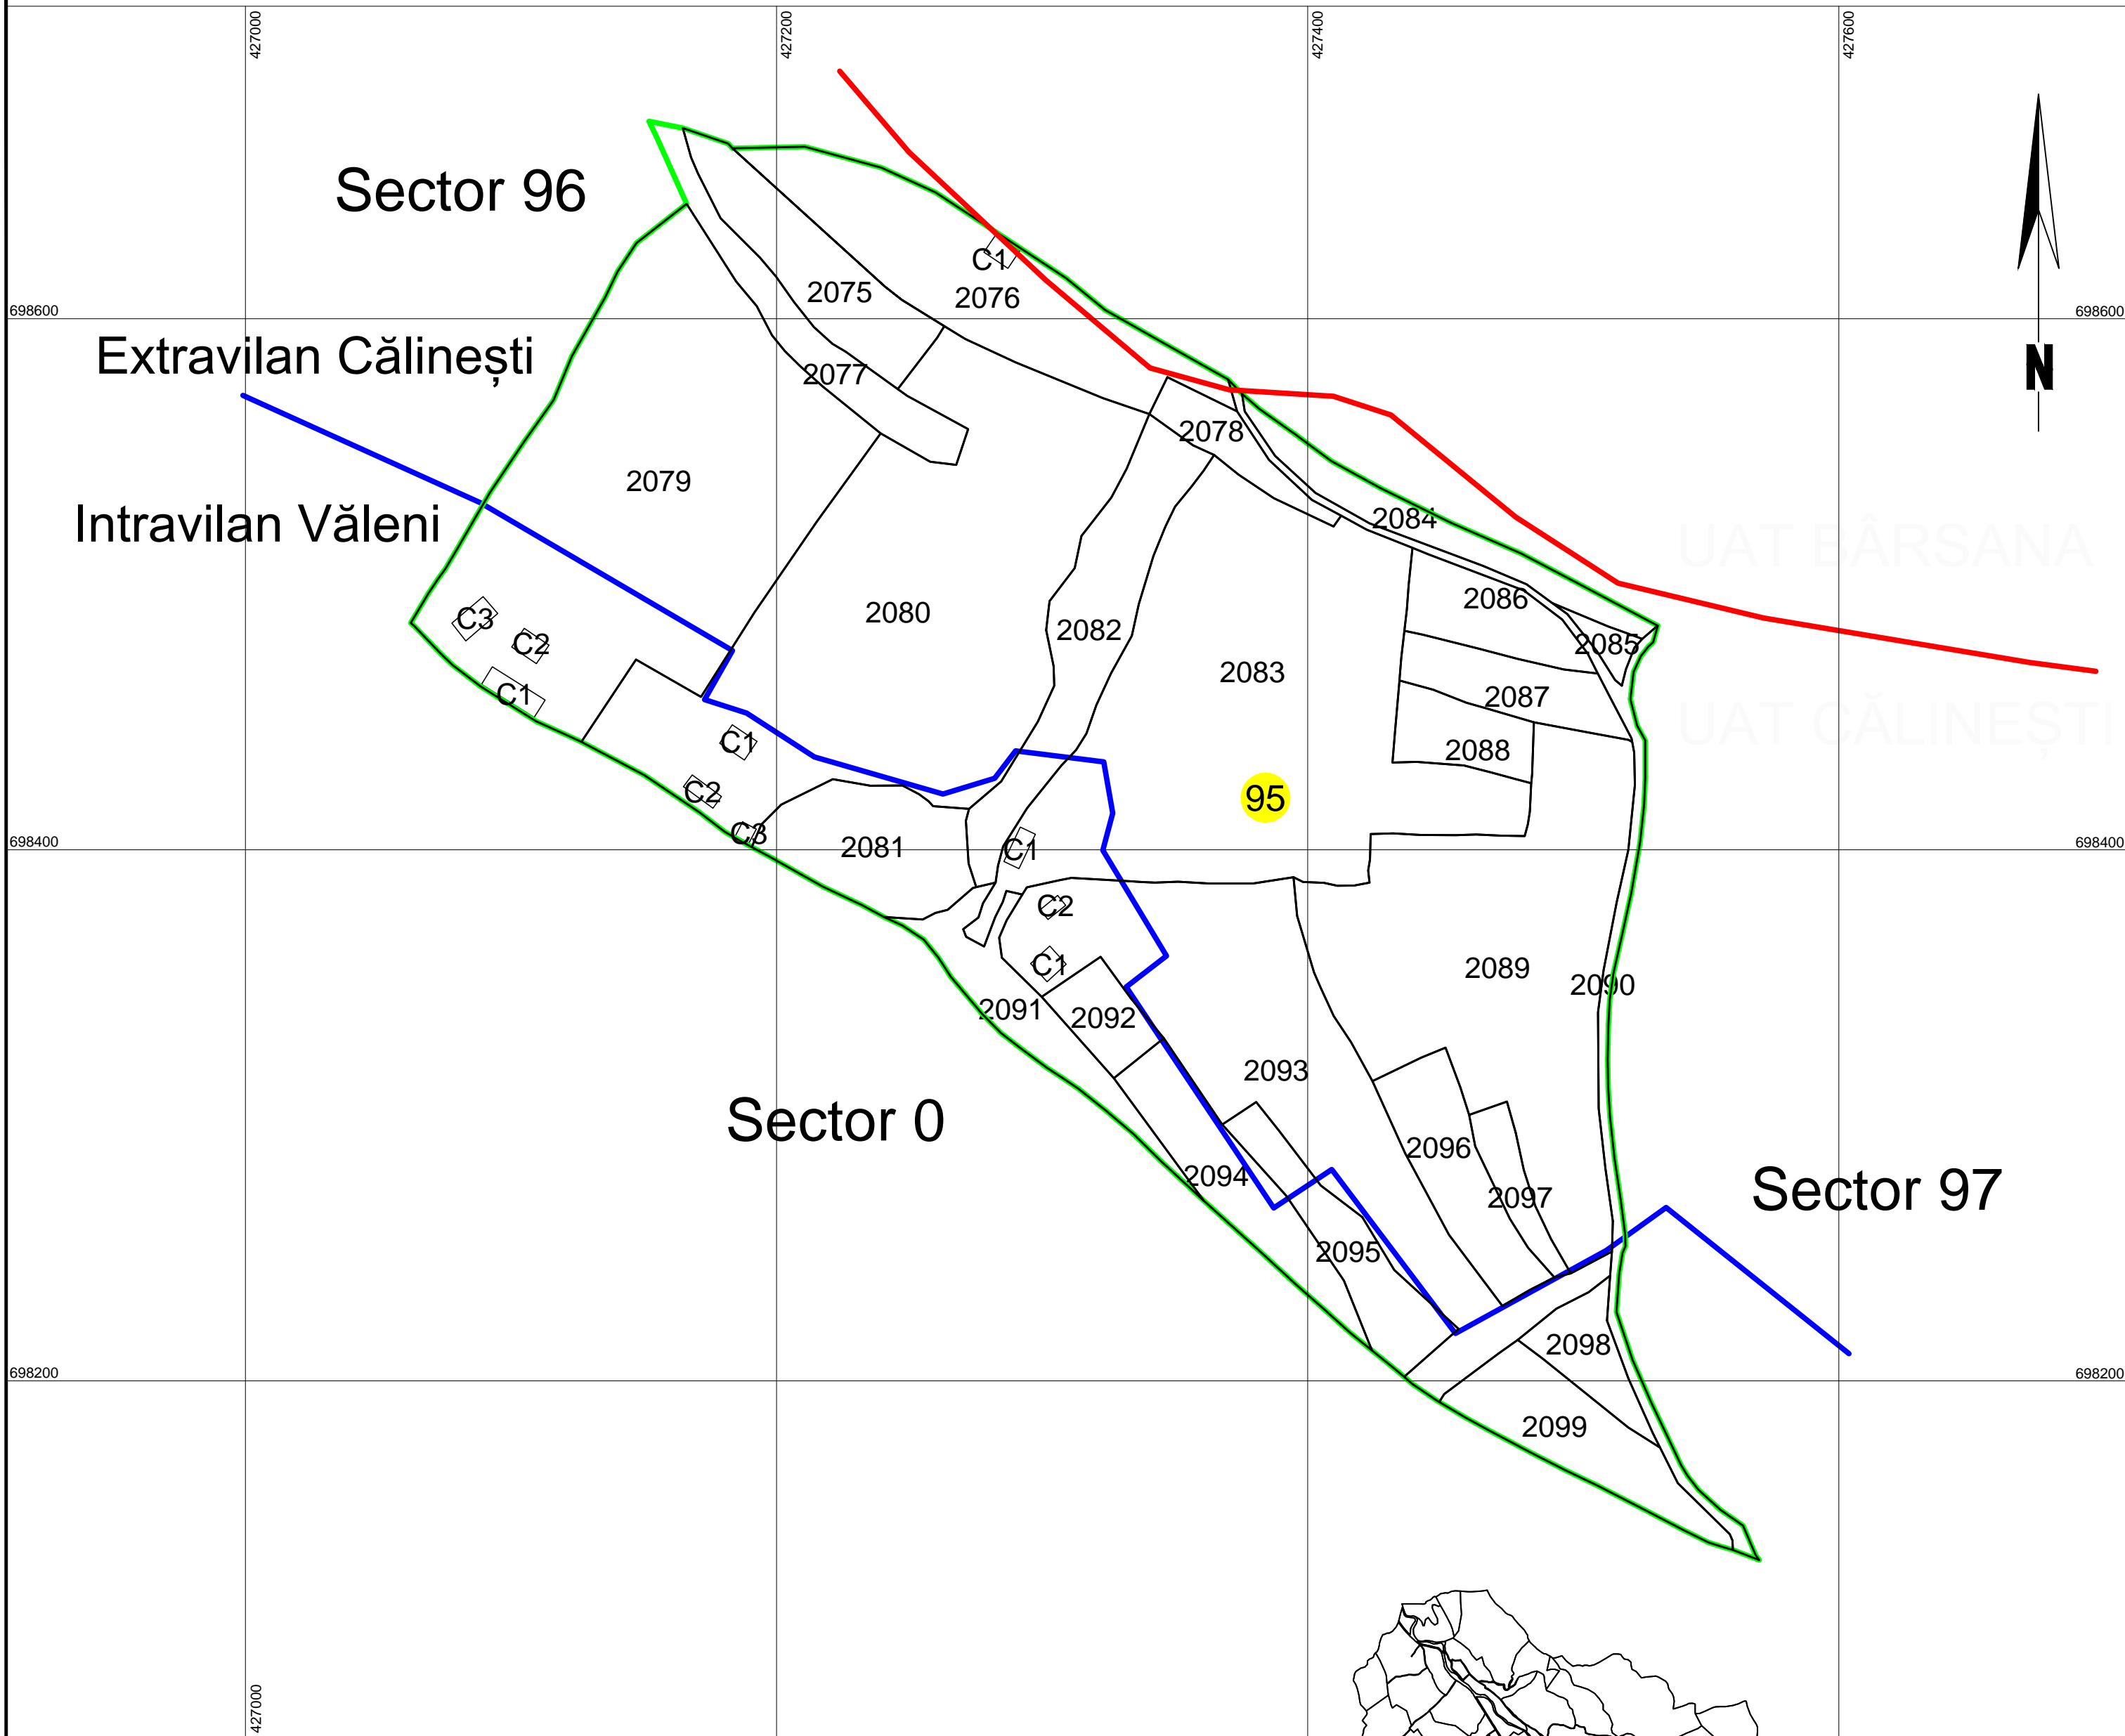 427000
427200
427400
427600
Sector 96
C1
2075
2076
698600
698600
Extravilan Călinești
N
2077
2078
2079
Intravilan Văleni
2084
UAT BÂRSANA
2086
C3
2080
2082
C2
2085
2083
C1
2087
UAT CĂLINEȘTI
C1
2088
C2
95
C3
2081
C1
698400
698400
C2
C1
2089
2090
2091
2092
2093
Sector 0
2096
2094
2097
Sector 97
2095
2098
698200
698200
2099
427000